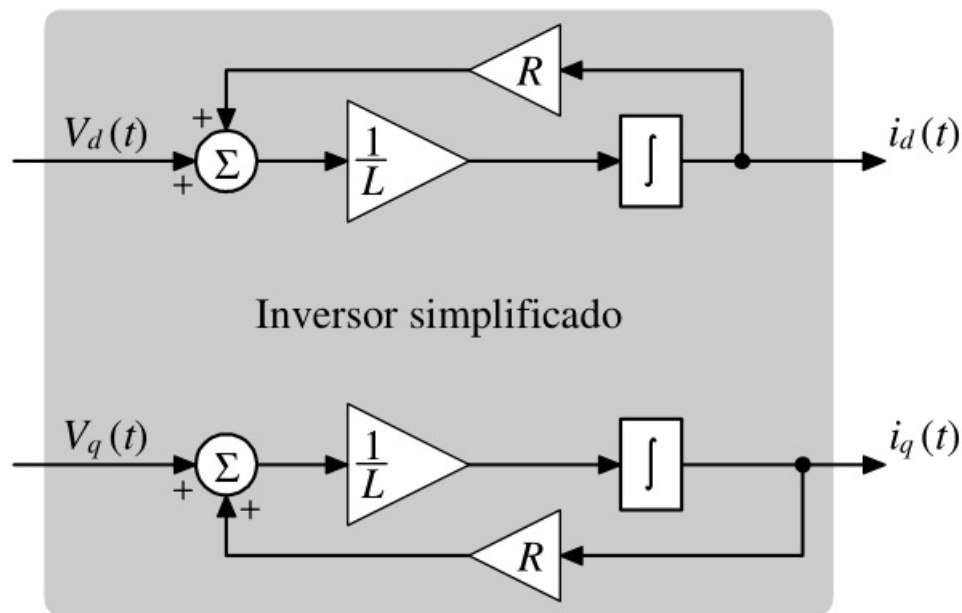 R
+
V_d(t)
+
Σ
1/L
∫
i_d(t)
Inversor simplificado
V_q(t)
+
Σ
+
1/L
∫
i_q(t)
R